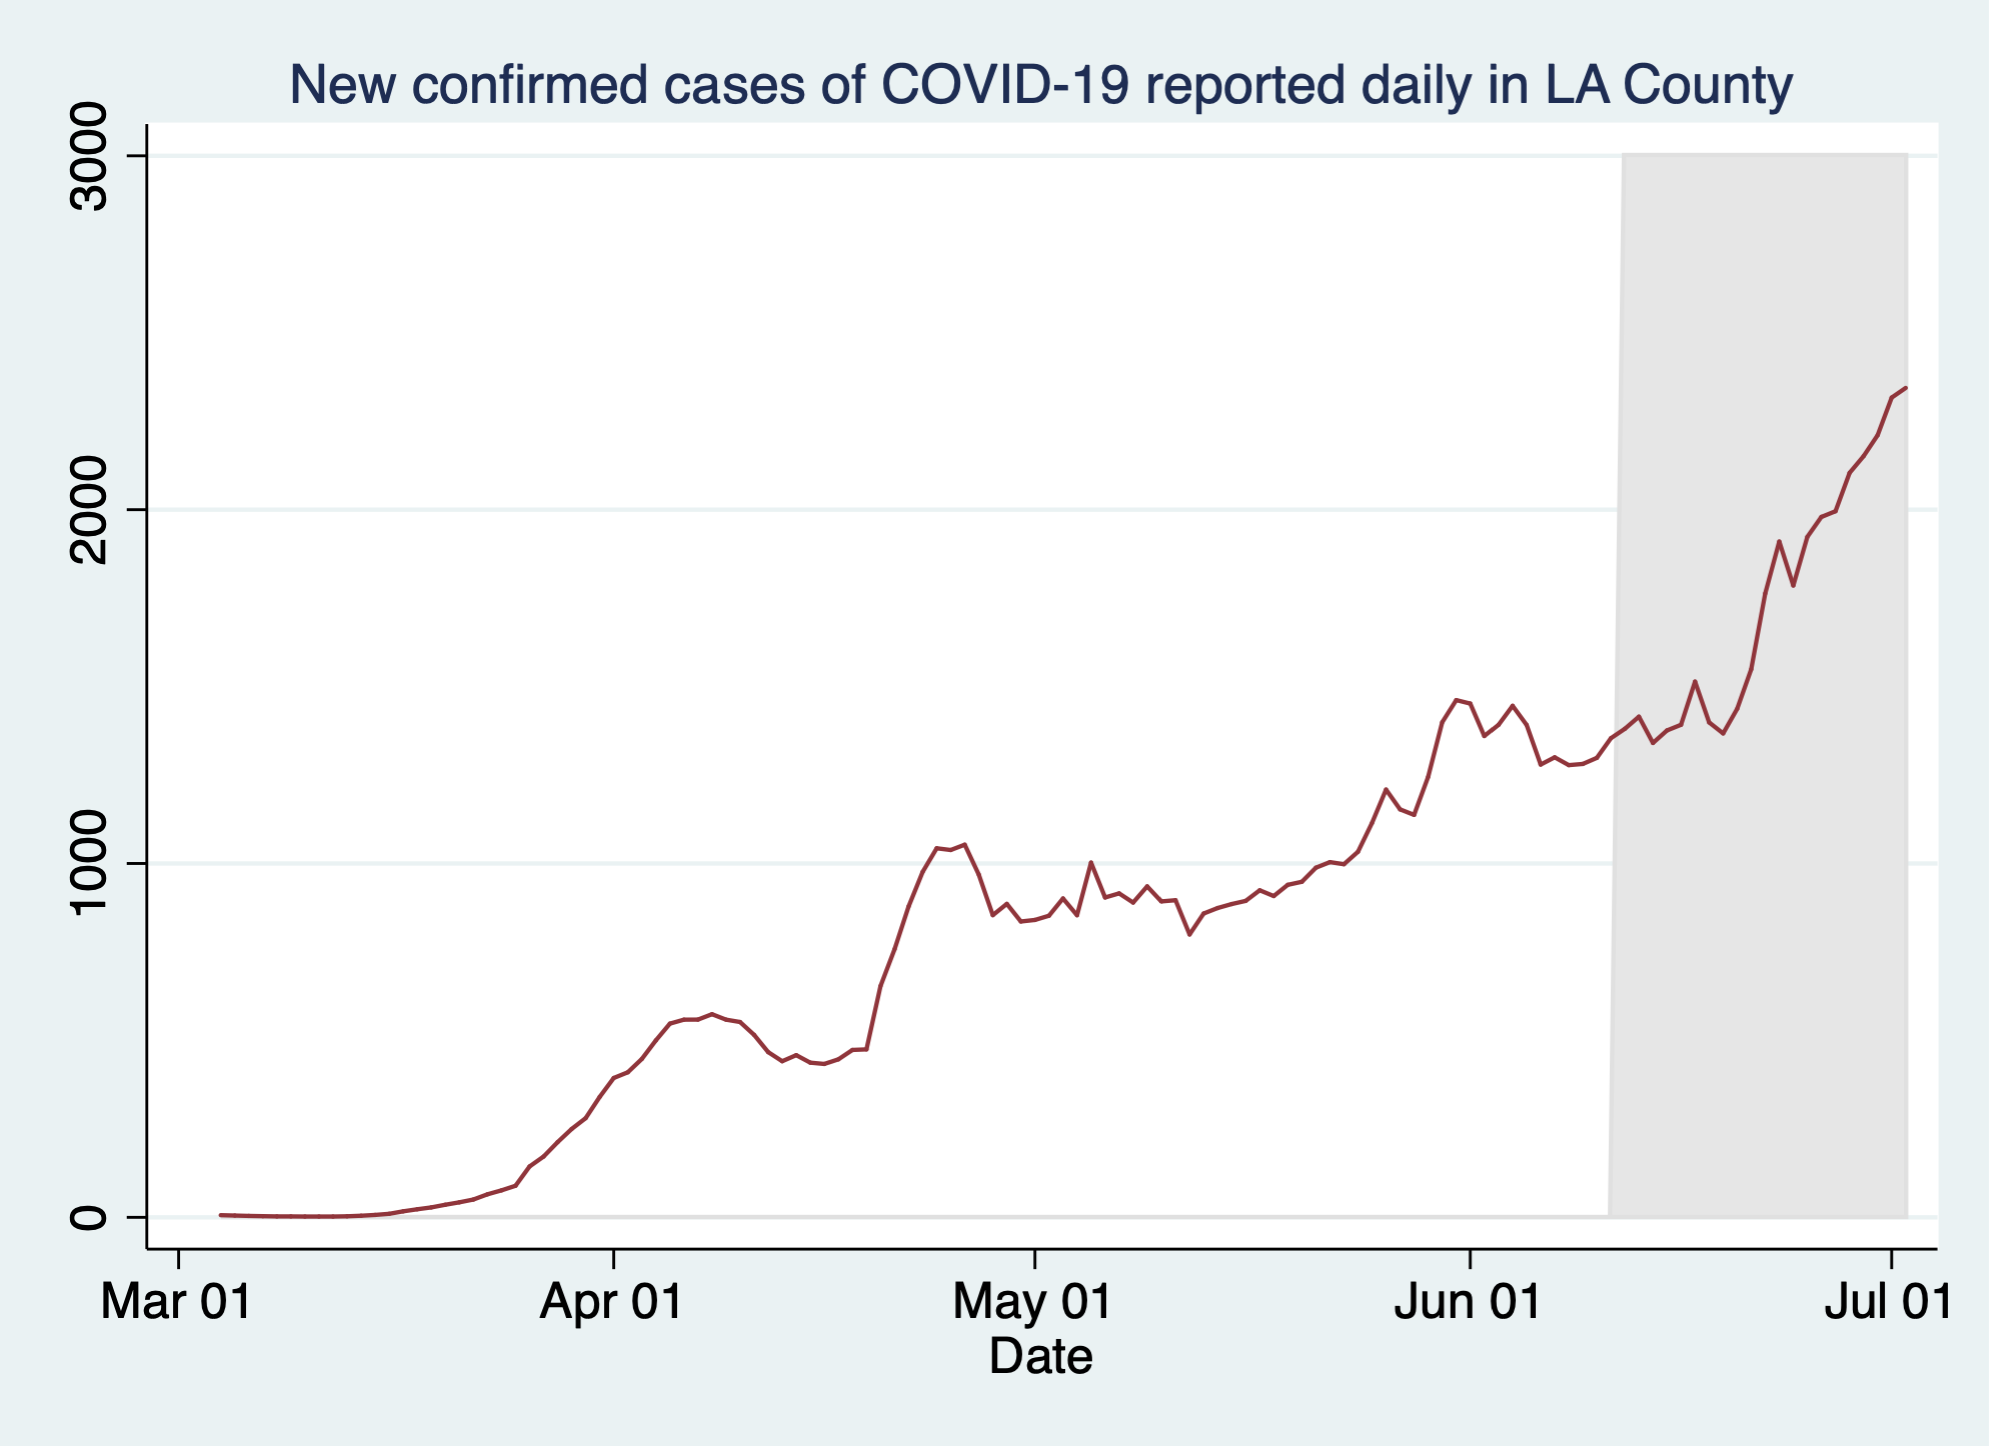 New confirmed cases of COVID-19 reported daily in LA County
3000
2000
1000
0
Mar 01 Apr 01 May 01 Jun 01 Jul 01
Date